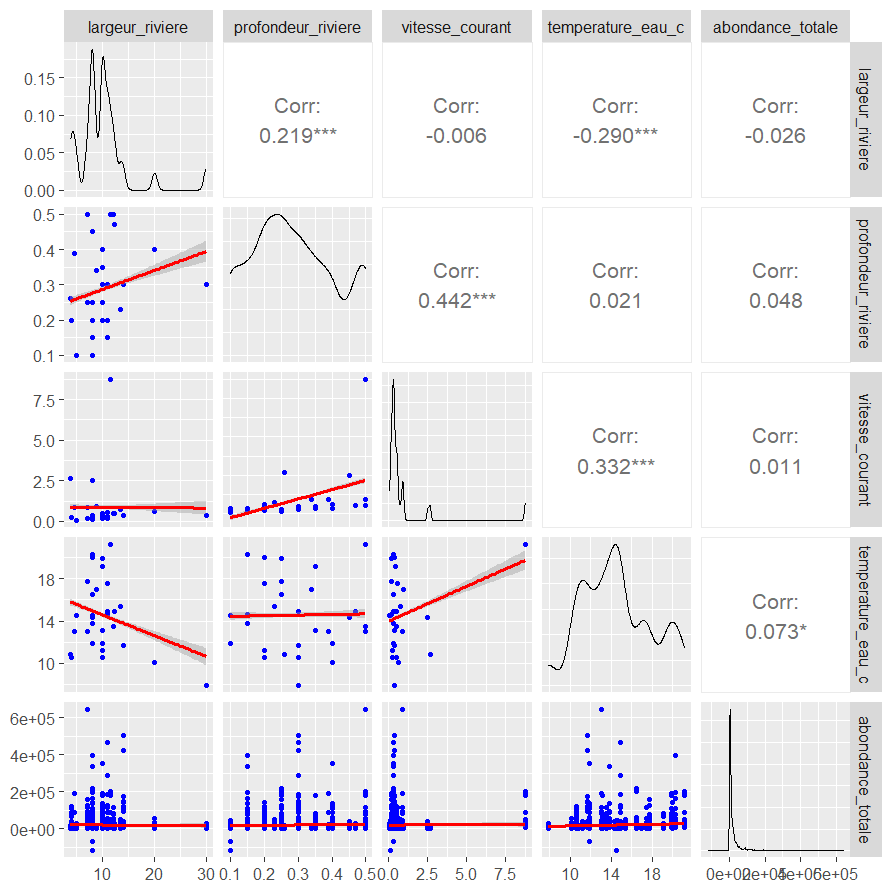 largeur_riviere profondeur_riviere vitesse_courant temperature_eau_c abondance_totale
0.15
0.10
0.05
0.00
Corr:
0.219***
Corr:
-0.006
Corr:
-0.290***
Corr:
-0.026
largeur_riviere
0.5
0.4
0.3
0.2
0.1
Corr:
0.442***
Corr:
0.021
Corr:
0.048
profondeur_riviere
7.5
5.0
2.5
0.0
Corr:
0.332***
Corr:
0.011
vitesse_courant
18
14
10
Corr:
0.073*
temperature_eau_c
6e+05
4e+05
2e+05
0e+00
abondance_totale
10 20 30 0.1 0.2 0.3 0.4 0.5 0.0 2.5 5.0 7.5 10 14 18 0e+00 2e+05 4e+05 6e+05